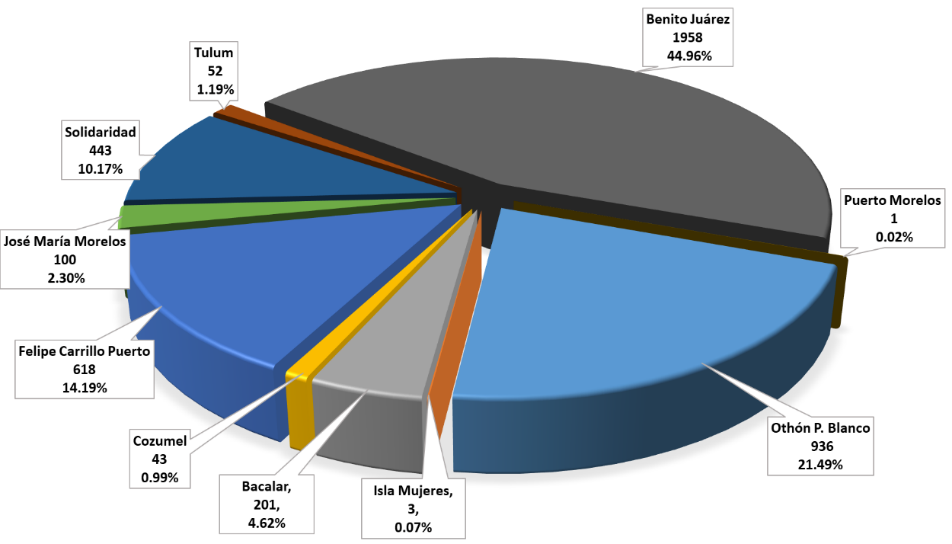 Benito Juárez
1958
44.96%
Tulum
52
1.19%
Solidaridad
443
10.17%
Puerto Morelos
1
0.02%
José María Morelos
100
2.30%
Felipe Carrillo Puerto
618
14.19%
Othón P. Blanco
936
21.49%
Cozumel
43
0.99%
Bacalar,
201,
4.62%
Isla Mujeres,
3,
0.07%